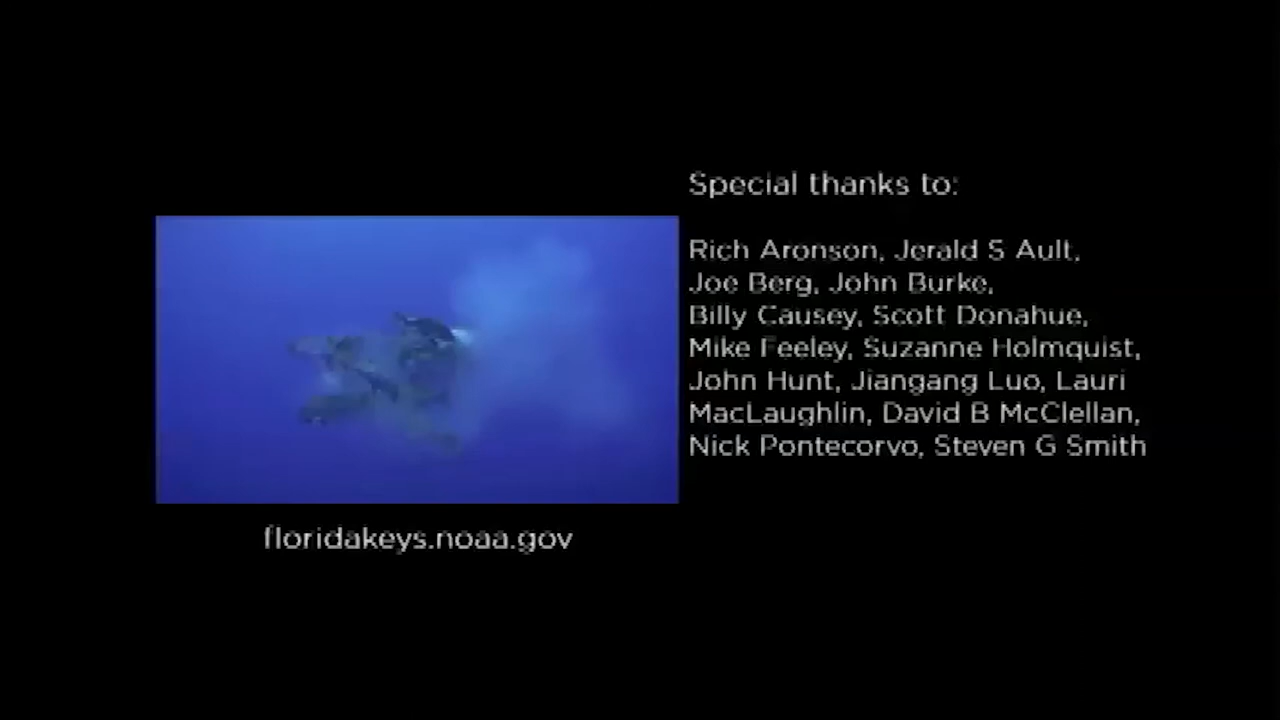 Special thanks to:
Rich Aronson, Jerald S Ault,
Joe Berg, John Burke,
Billy Causey, Scott Donahue,
Mike Feeley, Suzanne Holmquist,
John Hunt, Jiangang Luo, Lauri
MacLaughlin, David B McClellan,
Nick Pontecorvo, Steven G Smith
floridakeys.noaa.gov